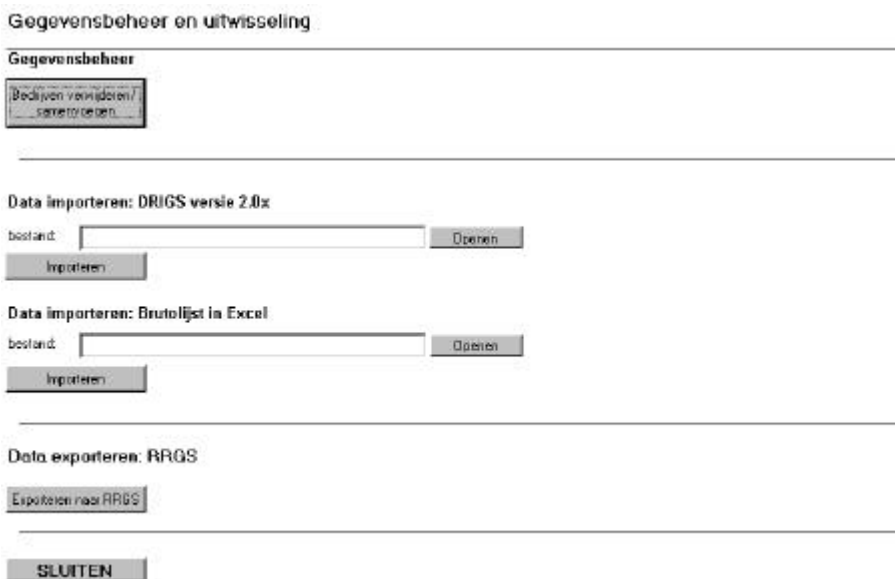 Gegevensbeheer en uitwisseling
Gegevensbeheer
Bedrijven verwijderen/
samenvoegen
Data importeren: DRIGS versie 2.0x
bestand: Openen
Importeren
Data importeren: Brutolijst in Excel
bestand: Openen
Importeren
Data exporteren: RRGS
Exporteren naar RRGS
SLUITEN